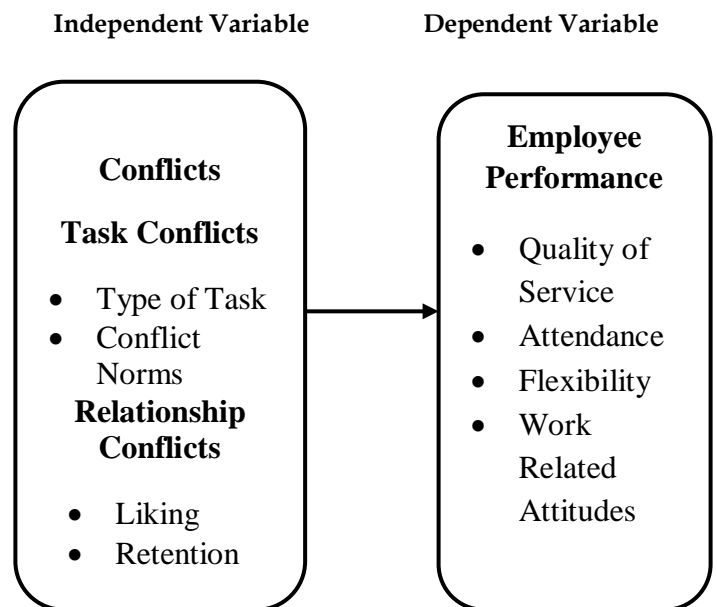 Independent Variable
Dependent Variable
Conflicts
Task Conflicts
• Type of Task
• Conflict
Norms
Relationship
Conflicts
• Liking
• Retention
Employee
Performance
• Quality of
Service
• Attendance
• Flexibility
• Work
Related
Attitudes